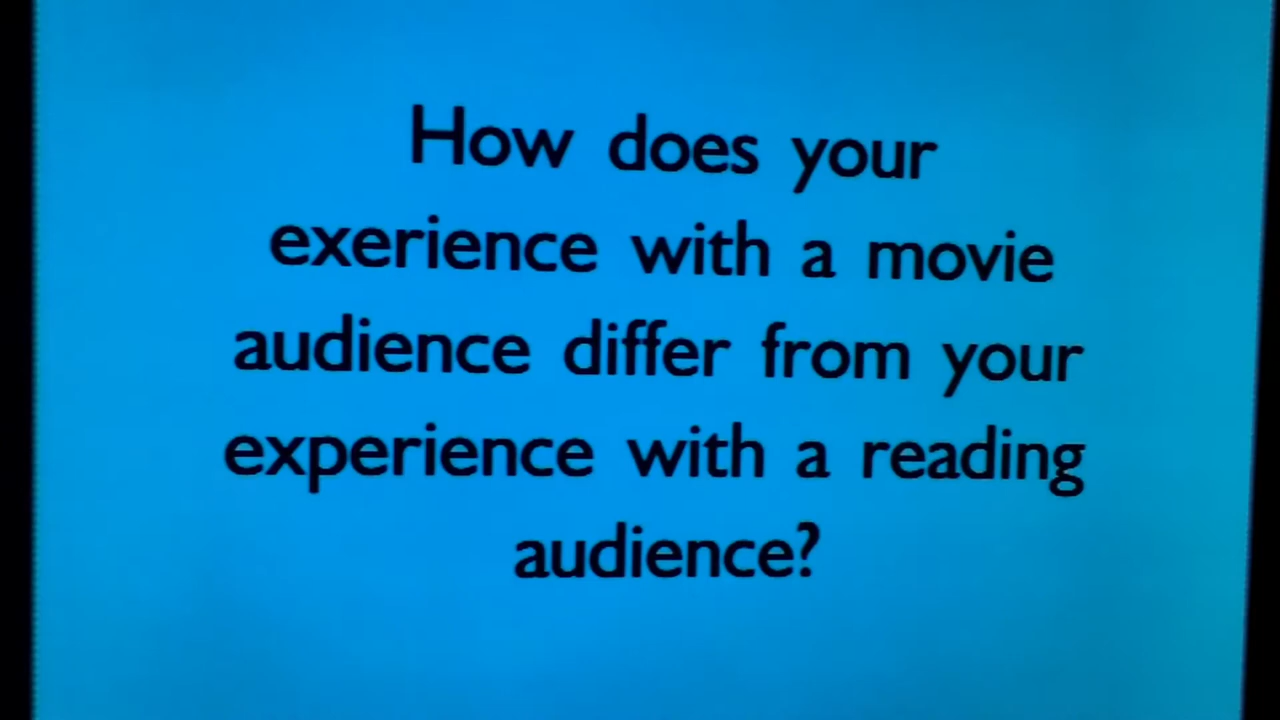 How does your
exerience with a movie
audience differ from your
experience with a reading
audience?